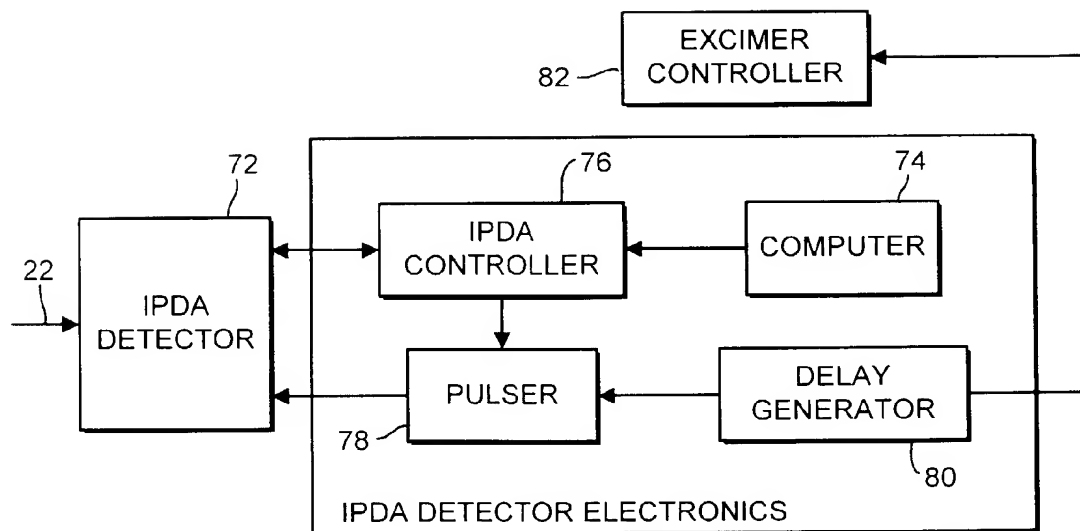 EXCIMER
CONTROLLER
82
72
76
74
IPDA
CONTROLLER
COMPUTER
22
IPDA
DETECTOR
PULSER
DELAY
GENERATOR
78
80
IPDA DETECTOR ELECTRONICS